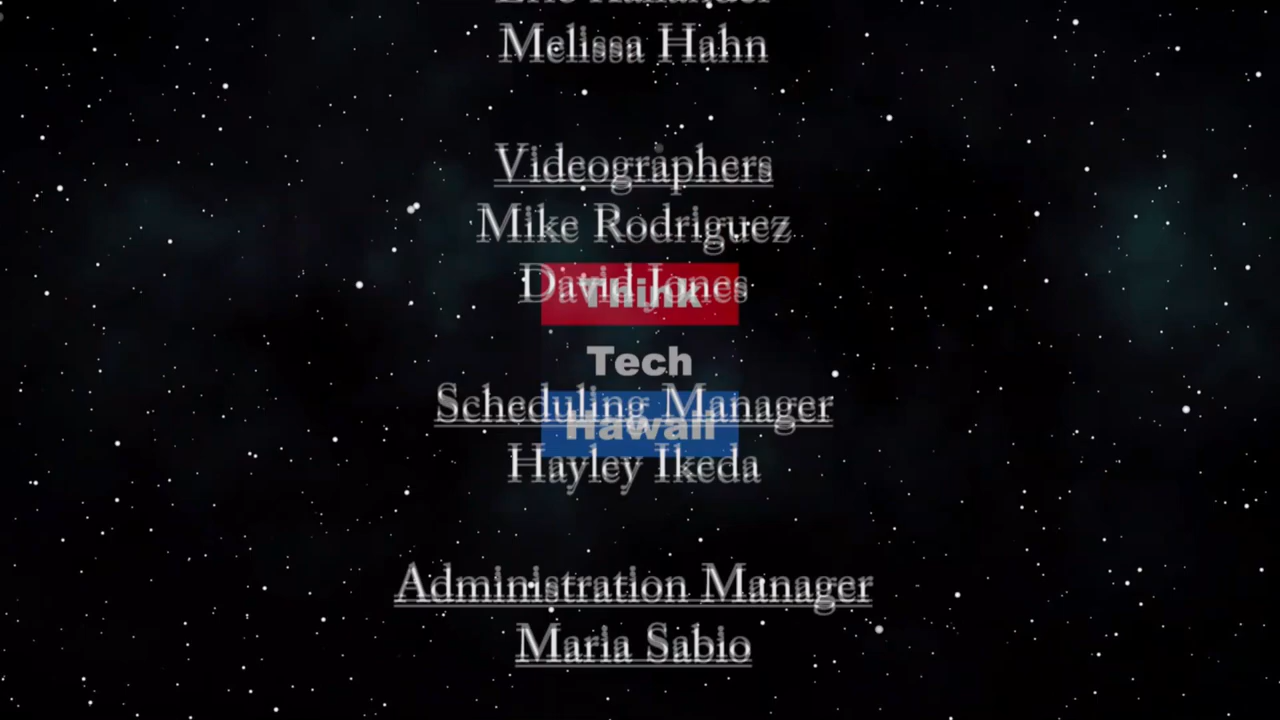 Melissa Hahn
Videographers
Mike Rodriguez
David Jones
Think
Tech
Scheduling Manager
Hawaii
Hayley Ikeda
Administration Manager
Maria Sabio